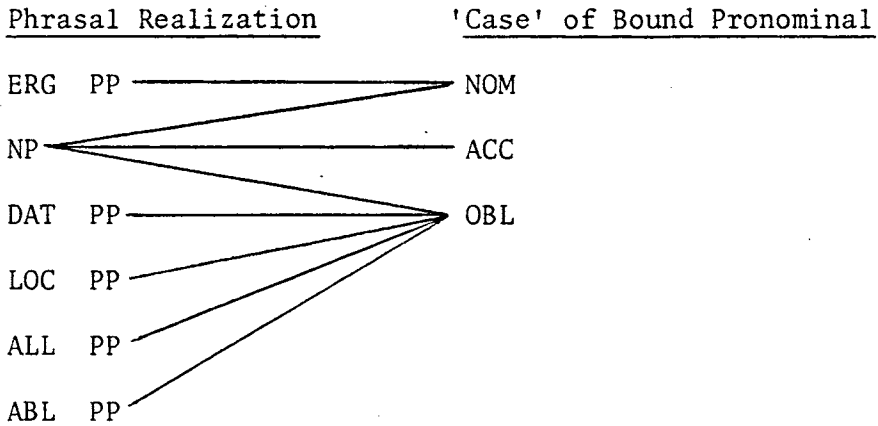 Phrasal Realization 'Case' of Bound Pronominal
ERG PP NOM
NP ACC
DAT PP OBL
LOC PP
ALL PP
ABL PP